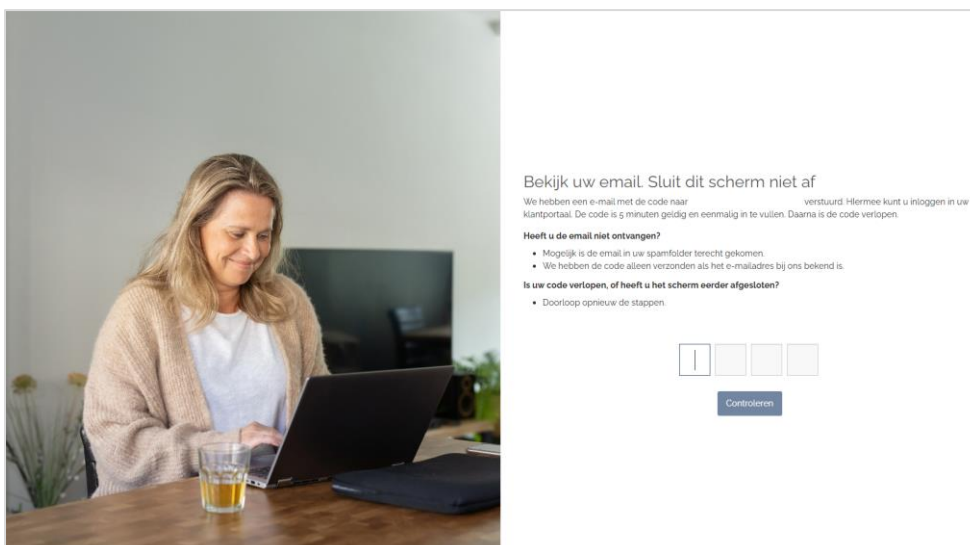 Bekijk uw email. Sluit dit scherm niet af
We hebben een e-mail met de code naar verstuurd. HIermee kunt u inloggen in uw
klantportaal. De code is 5 minuten geldig en eenmalig in te vullen. Daarna is de code verlopen.
Heeft u de email niet ontvangen?
Mogelijk is de email in uw spamfolder terecht gekomen.
We hebben de code alleen verzonden als het e-mailadres bij ons bekend is.
Is uw code verlopen, of heeft u het scherm eerder afgesloten?
Doorloop opnieuw de stappen.
Controleren